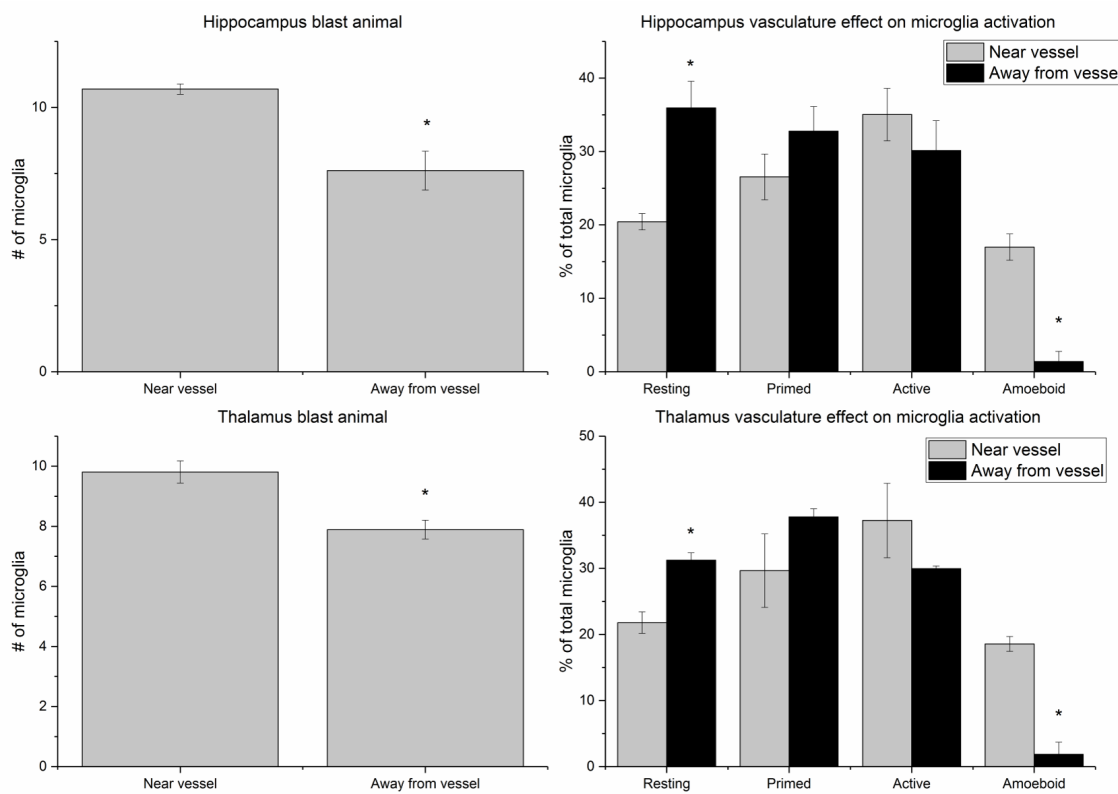 Hippocampus blast animal
# of microglia
10
5
0
Near vessel
Away from vessel
*
Hippocampus vasculature effect on microglia activation
Near vessel
Away from vesse
% of total microglia
40
30
20
10
0
*
*
Resting
Primed
Active
Amoeboid
Thalamus blast animal
# of microglia
10
8
6
4
2
0
*
Near vessel
Away from vessel
Thalamus vasculature effect on microglia activation
Near vessel
Away from vessel
% of total microglia
50
40
30
20
10
0
*
*
Resting
Primed
Active
Amoeboid